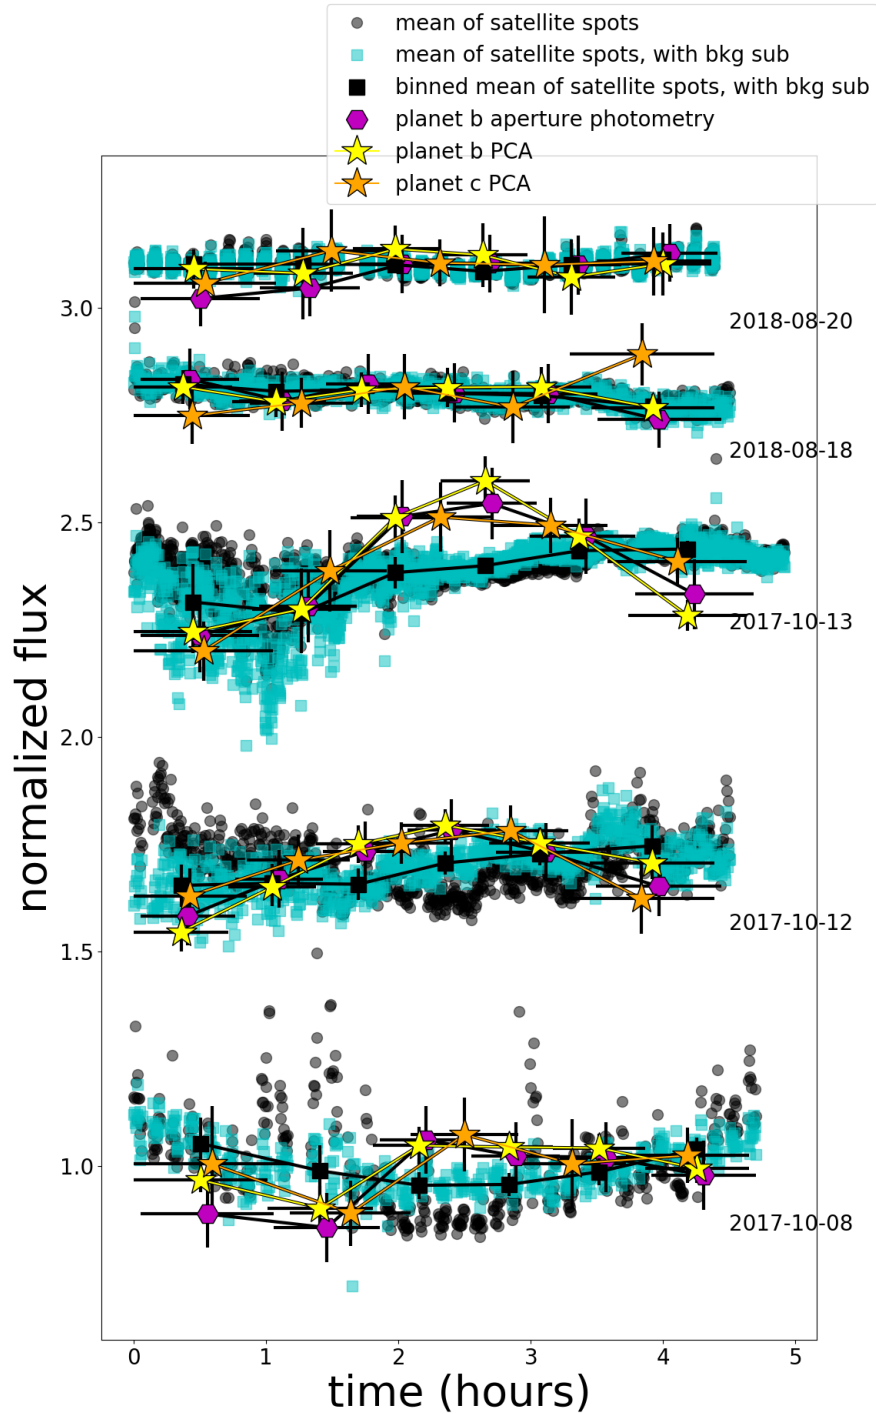 mean of satellite spots
mean of satellite spots, with bkg sub
binned mean of satellite spots, with bkg sub
planet b aperture photometry
planet b PCA
planet c PCA
3.0
2018-08-20
2018-08-18
2.5
2017-10-13
2.0
normalized flux
2017-10-12
1.5
1.0
2017-10-08
0 1 2 3 4 5
time (hours)